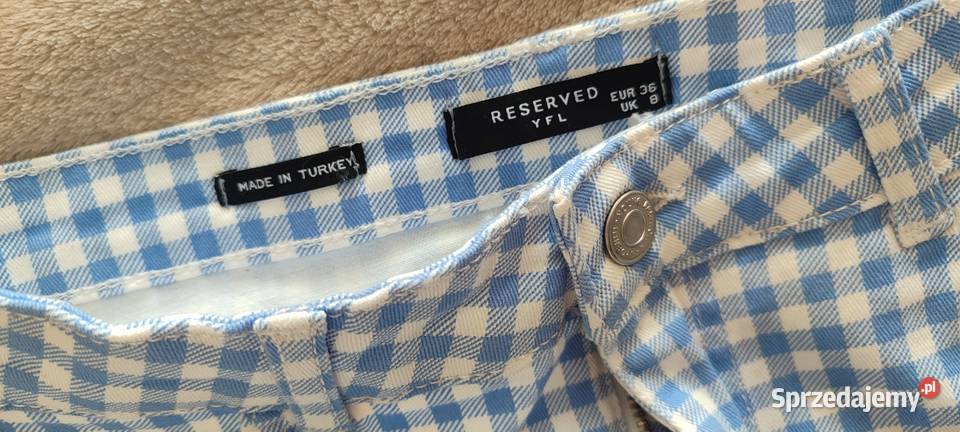 RESERVED
YFL
EUR 36
UK 8
MADE IN TURKEY
Sprzedajemy.pl